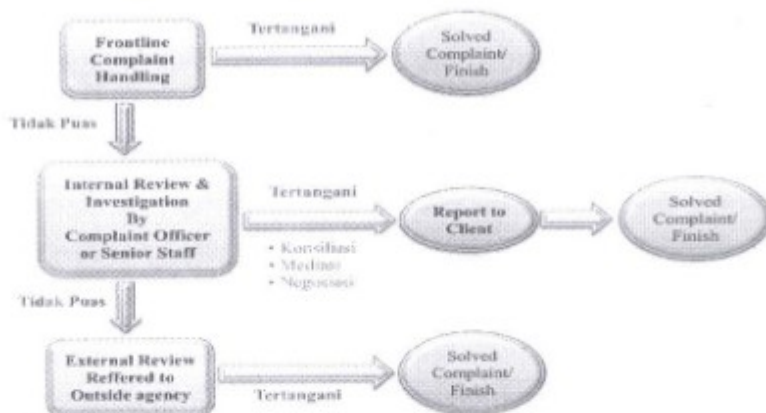 Frontline
Complaint
Handling
Tertangani
Solved
Complaint/
Finish
Tidak Puas
Internal Review &
Investigation
By
Complaint Officer
or Senior Staff
Tertangani
• Konsiliasi
• Mediasi
• Negosiasi
Report to
Client
Solved
Complaint/
Finish
Tidak Puas
External Review
Reffered to
Outside agency
Tertangani
Solved
Complaint/
Finish